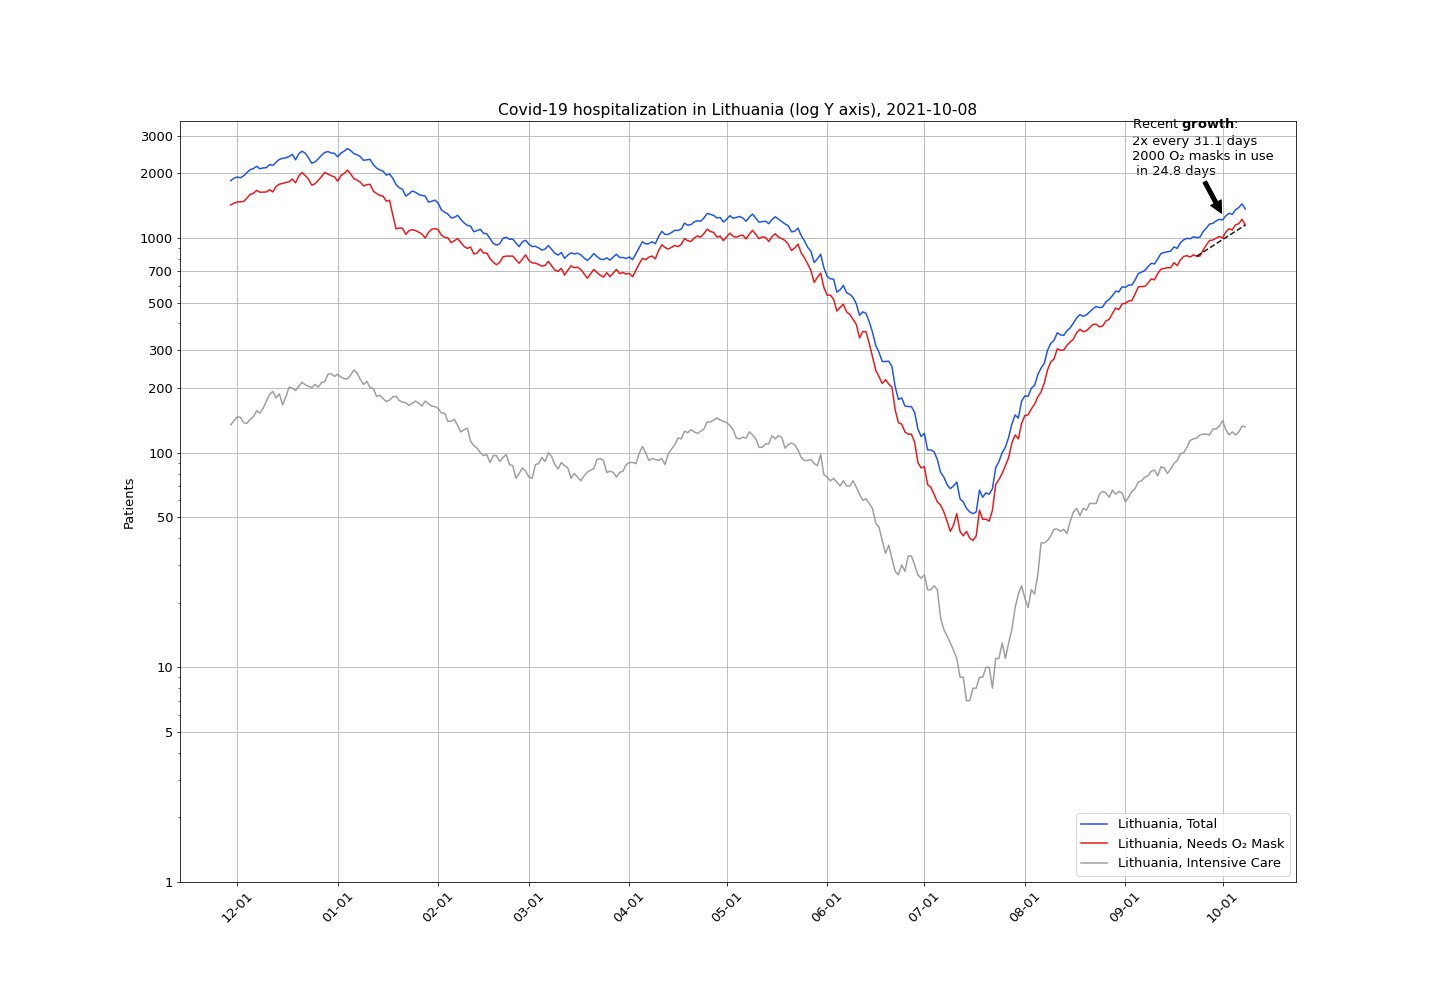 Covid-19 hospitalization in Lithuania (log Y axis), 2021-10-08
Recent growth:
2x every 31.1 days
2000 O₂ masks in use
in 24.8 days
Patients
3000
2000
1000
700
500
300
200
100
50
10
5
1
12-01
01-01
02-01
03-01
04-01
05-01
06-01
07-01
08-01
09-01
10-01
Lithuania, Total
Lithuania, Needs O₂ Mask
Lithuania, Intensive Care